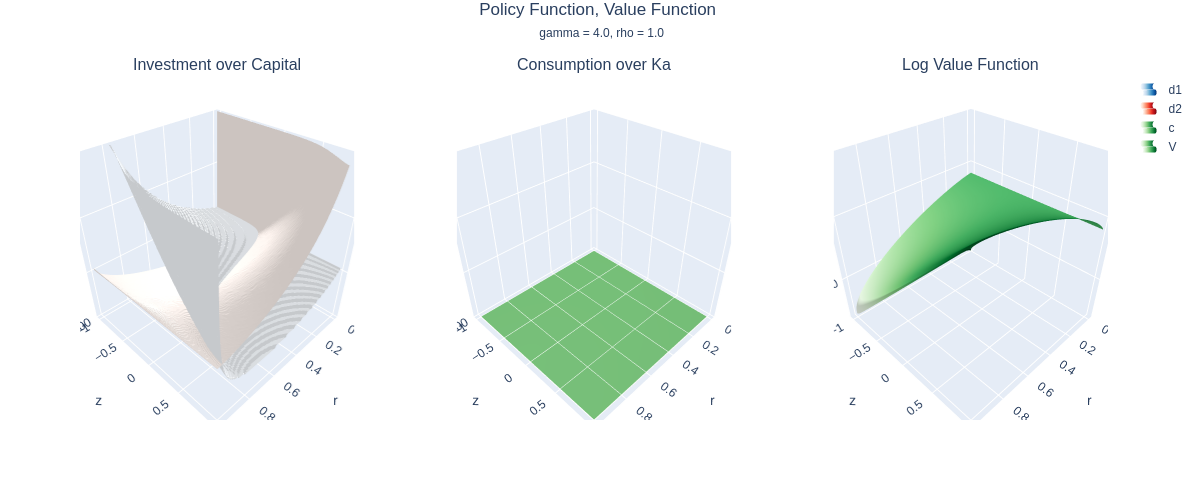 Policy Function, Value Function
gamma = 4.0, rho = 1.0
Investment over Capital
Consumption over Ka
Log Value Function
d1
d2
c
V
−0.5
0
0.5
z
0
0.2
0.4
0.6
0.8
r
−0.5
0
0.5
z
0
0.2
0.4
0.6
0.8
r
0
−1
−0.5
0
0.5
z
0
0.2
0.4
0.6
0.8
r